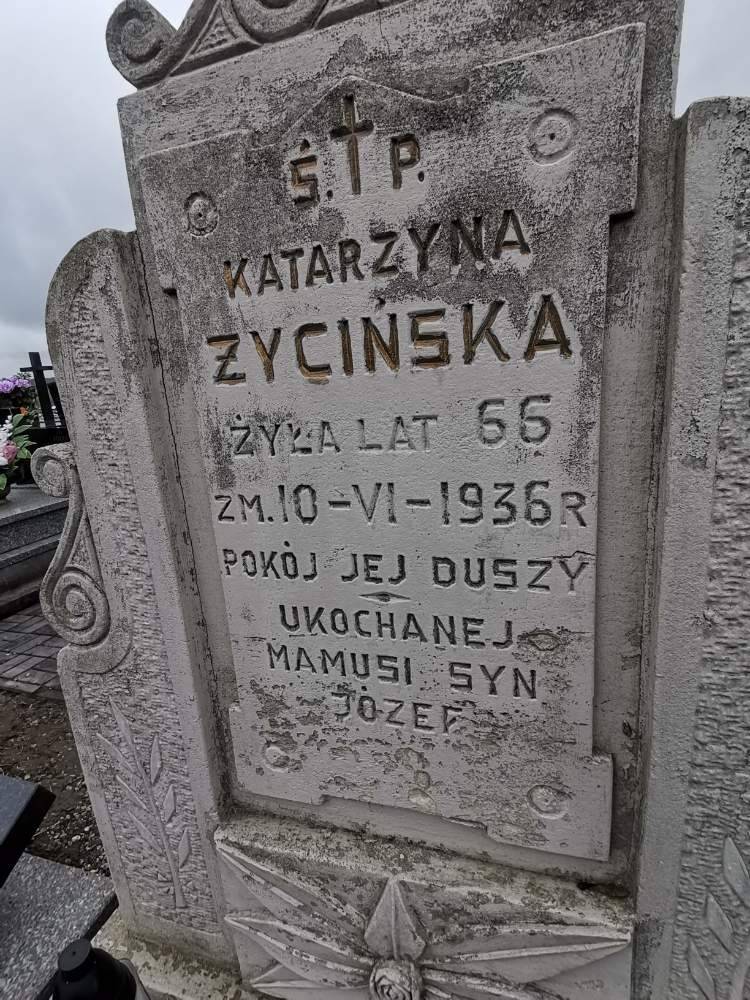 Ś. † P.
KATARZYNA
ŻYCIŃSKA
ŻYŁA LAT 66
ZM. 10-VI-1936R
POKÓJ JEJ DUSZY
UKOCHANEJ
MAMUSI SYN
JÓZEF